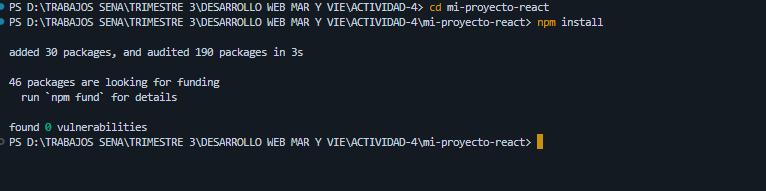 PS D:\TRABAJOS SENA\TRIMESTRE 3\DESARROLLO WEB MAR Y VIE\ACTIVIDAD-4> cd mi-proyecto-react
PS D:\TRABAJOS SENA\TRIMESTRE 3\DESARROLLO WEB MAR Y VIE\ACTIVIDAD-4\mi-proyecto-react> npm install
added 30 packages, and audited 190 packages in 3s
46 packages are looking for funding
run `npm fund` for details
found 0 vulnerabilities
PS D:\TRABAJOS SENA\TRIMESTRE 3\DESARROLLO WEB MAR Y VIE\ACTIVIDAD-4\mi-proyecto-react>